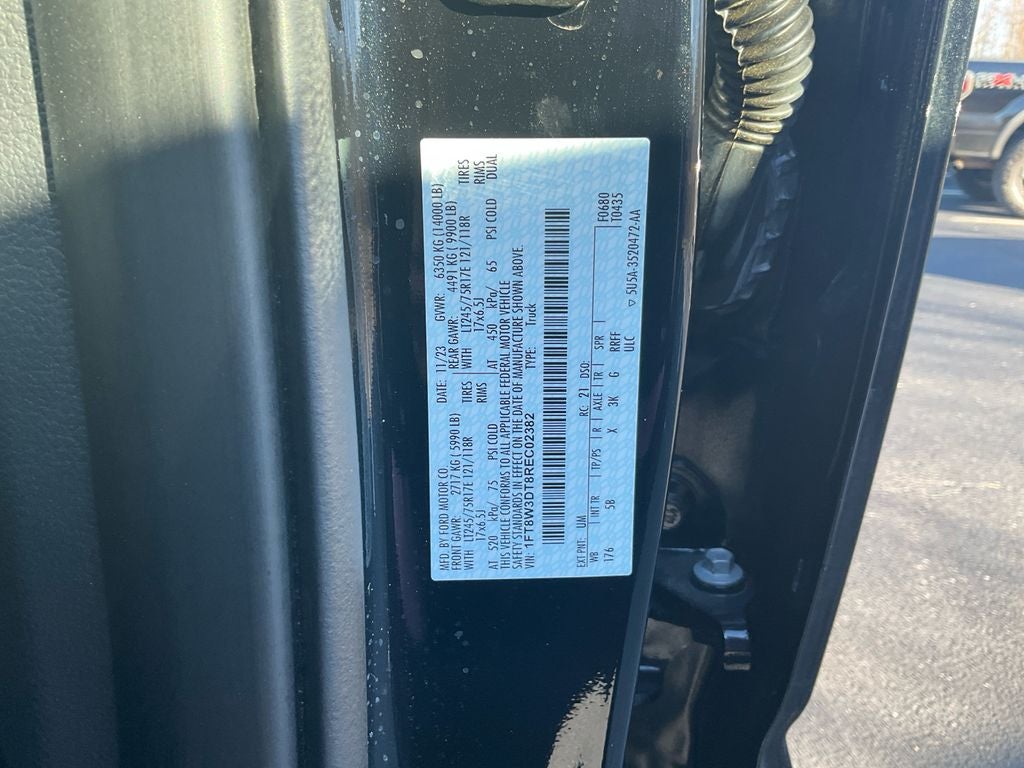 MFD. BY FORD MOTOR CO. DATE: 11/23 GVWR: 6350 KG (14000 LB)
FRONT GAWR: 2717 KG (5990 LB) REAR GAWR: 4491 KG (9900 LB)
WITH LT245/75R17E 121/118R TIRES WITH LT245/75R17E 121/118R TIRES
17x6.5J RIMS 17x6.5J RIMS
AT 520 kPa/ 75 PSI COLD AT 450 kPa/ 65 PSI COLD DUAL
THIS VEHICLE CONFORMS TO ALL APPLICABLE FEDERAL MOTOR VEHICLE
SAFETY STANDARDS IN EFFECT ON THE DATE OF MANUFACTURE SHOWN ABOVE.
VIN: 1FT8W3DT8REC02382 TYPE: Truck
F0680
EXT PNT: UM RC: 21 DSO: T0435
WB INT TR TP/PS R AXLE TR SPR
176 5B X 3K G RRFF
ULC ▽ 5U5A-3520472-AA